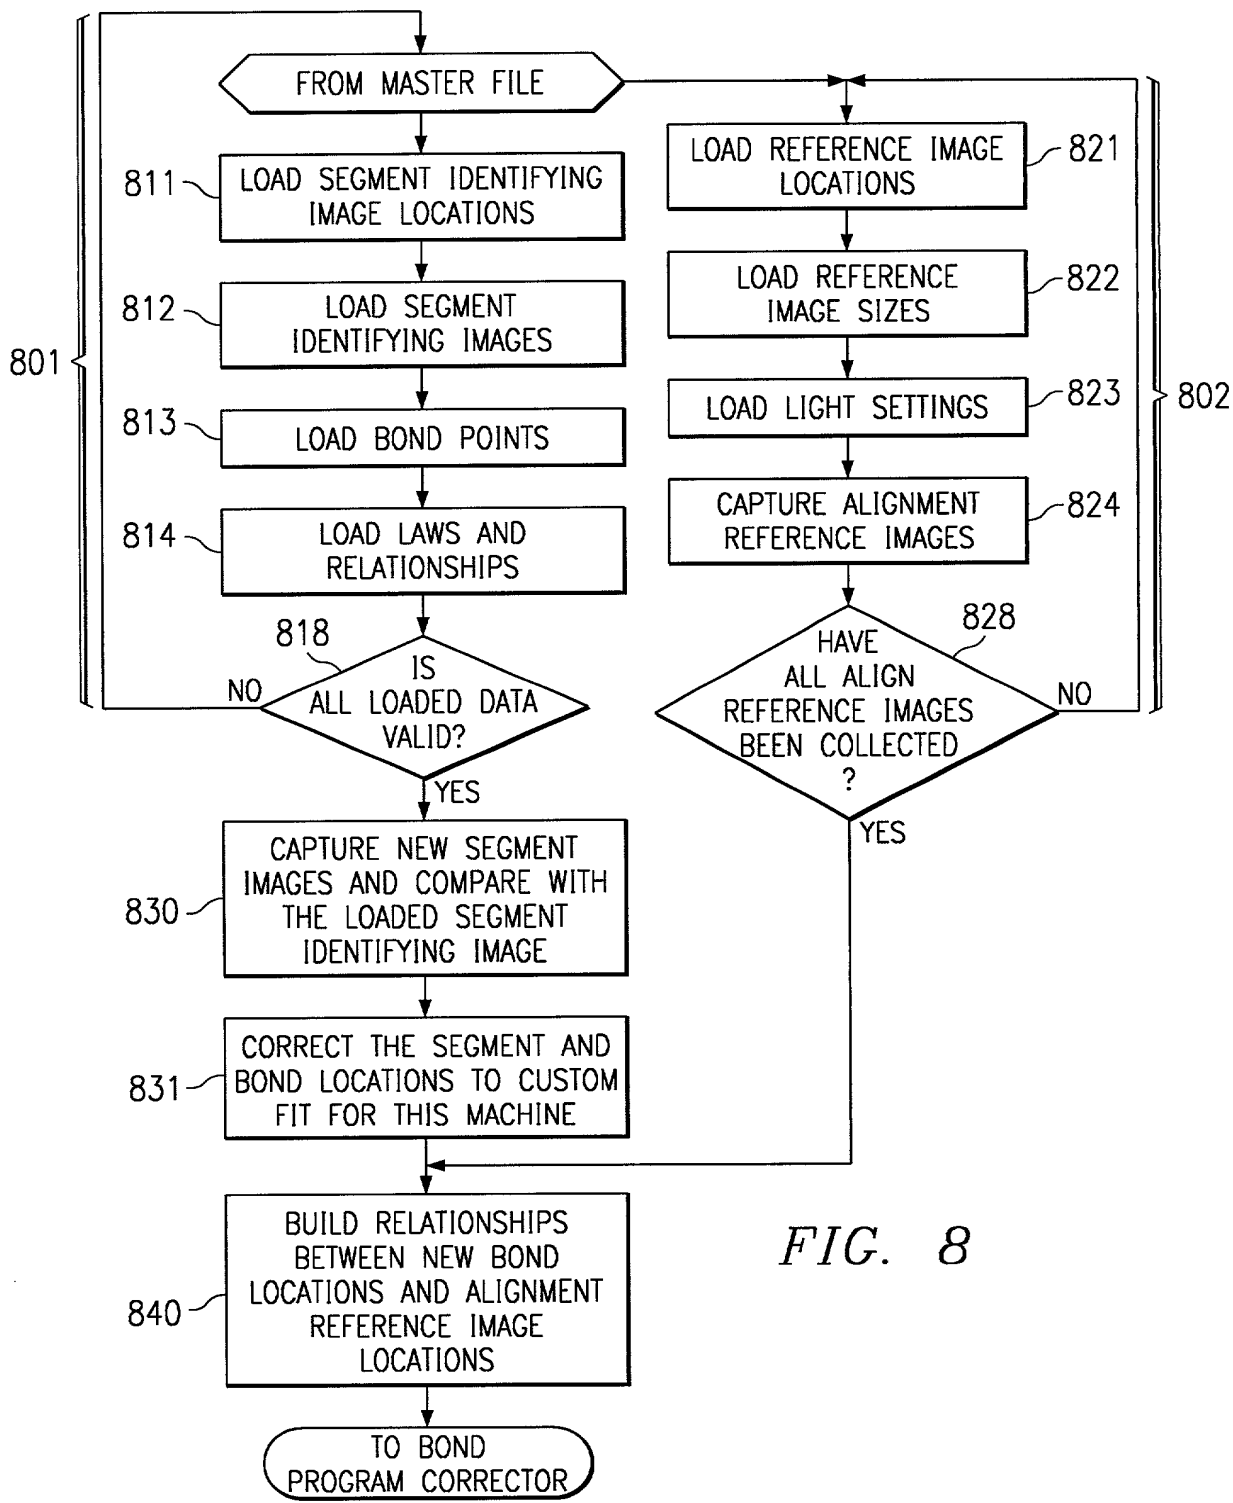 FROM MASTER FILE
811
LOAD SEGMENT IDENTIFYING
IMAGE LOCATIONS
812
LOAD SEGMENT
IDENTIFYING IMAGES
801
813
LOAD BOND POINTS
814
LOAD LAWS AND
RELATIONSHIPS
818
IS
ALL LOADED DATA
VALID?
NO
YES
830
CAPTURE NEW SEGMENT
IMAGES AND COMPARE WITH
THE LOADED SEGMENT
IDENTIFYING IMAGE
831
CORRECT THE SEGMENT AND
BOND LOCATIONS TO CUSTOM
FIT FOR THIS MACHINE
LOAD REFERENCE IMAGE
LOCATIONS
821
LOAD REFERENCE
IMAGE SIZES
822
LOAD LIGHT SETTINGS
823
802
CAPTURE ALIGNMENT
REFERENCE IMAGES
824
828
HAVE
ALL ALIGN
REFERENCE IMAGES
BEEN COLLECTED
?
NO
YES
840
BUILD RELATIONSHIPS
BETWEEN NEW BOND
LOCATIONS AND ALIGNMENT
REFERENCE IMAGE
LOCATIONS
TO BOND
PROGRAM CORRECTOR
FIG. 8